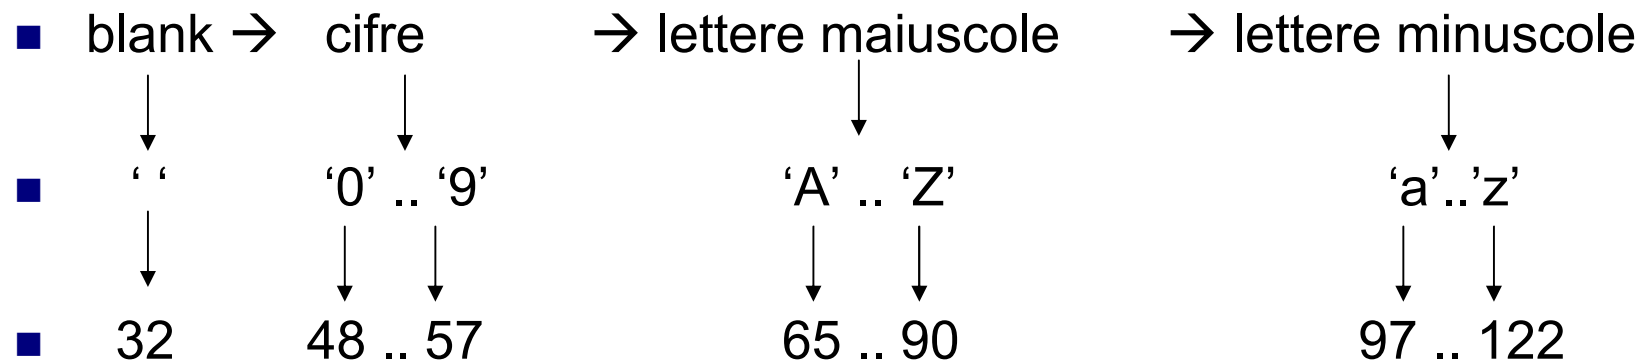 ■ blank → cifre → lettere maiuscole → lettere minuscole
■ ‘ ‘ ‘0’ .. ‘9’ ‘A’ .. ‘Z’ ‘a’..’z’
■ 32 48 .. 57 65 .. 90 97 .. 122